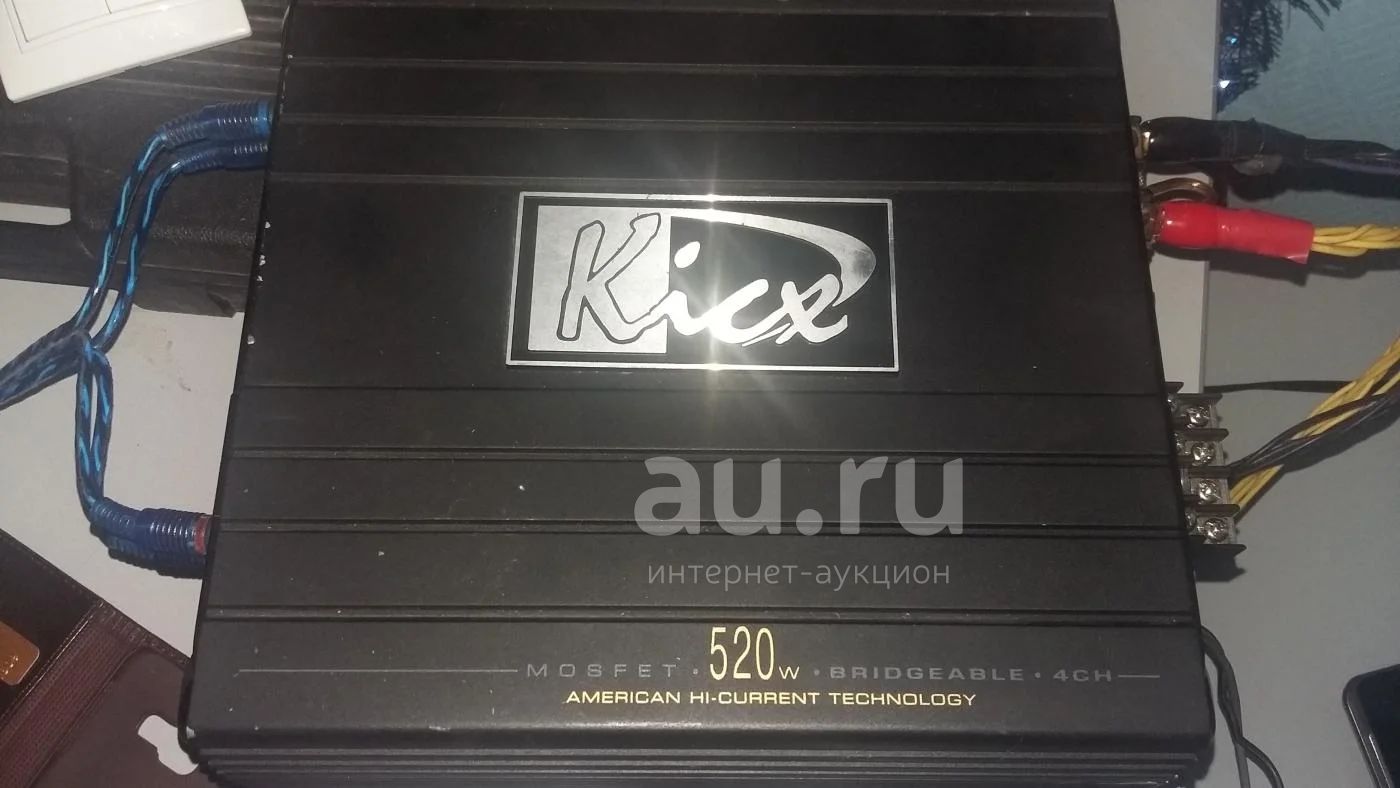 Kicx
au.ru
интернет-аукцион
MOSFET · 520w · BRIDGEABLE · 4CH
AMERICAN HI-CURRENT TECHNOLOGY